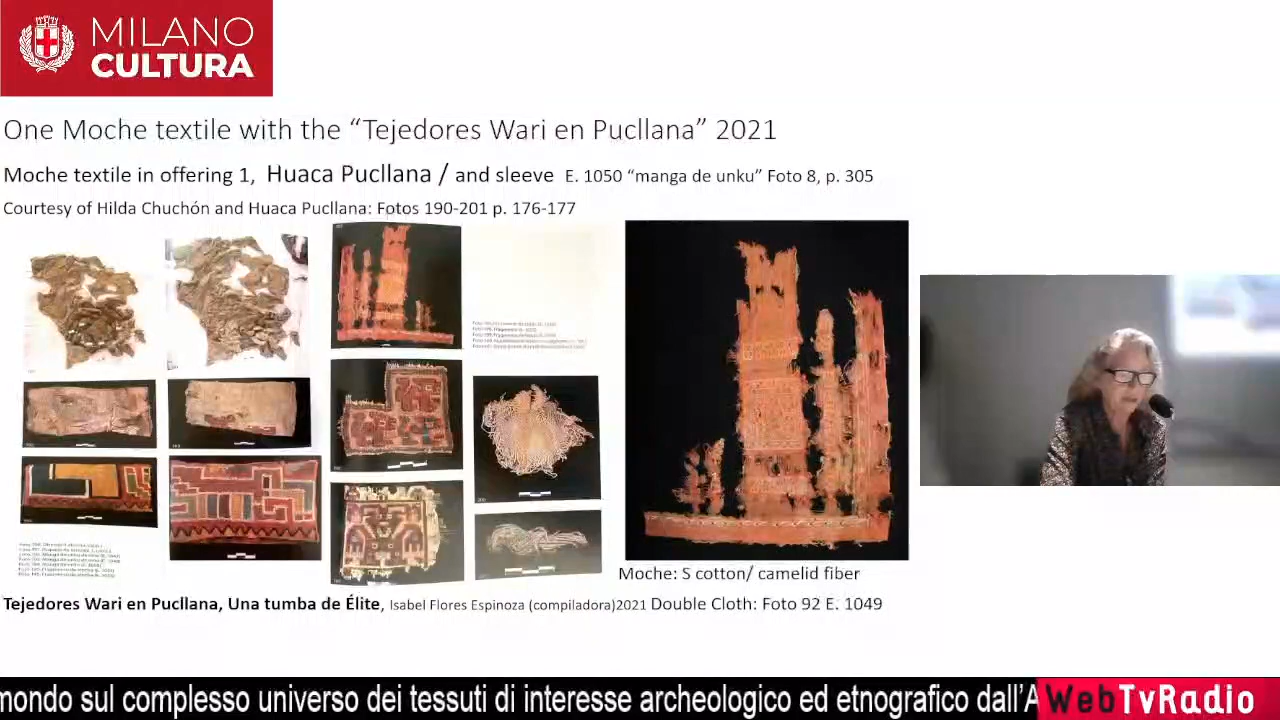 MILANO
CULTURA
One Moche textile with the “Tejedores Wari en Pucllana” 2021
Moche textile in offering 1, Huaca Pucllana / and sleeve E. 1050 “manga de unku” Foto 8, p. 305
Courtesy of Hilda Chuchón and Huaca Pucllana: Fotos 190-201 p. 176-177
Moche: S cotton/ camelid fiber
Tejedores Wari en Pucllana, Una tumba de Élite, Isabel Flores Espinoza (compiladora)2021 Double Cloth: Foto 92 E. 1049
mondo sul complesso universo dei tessuti di interesse archeologico ed etnografico dall’A
WebTvRadio